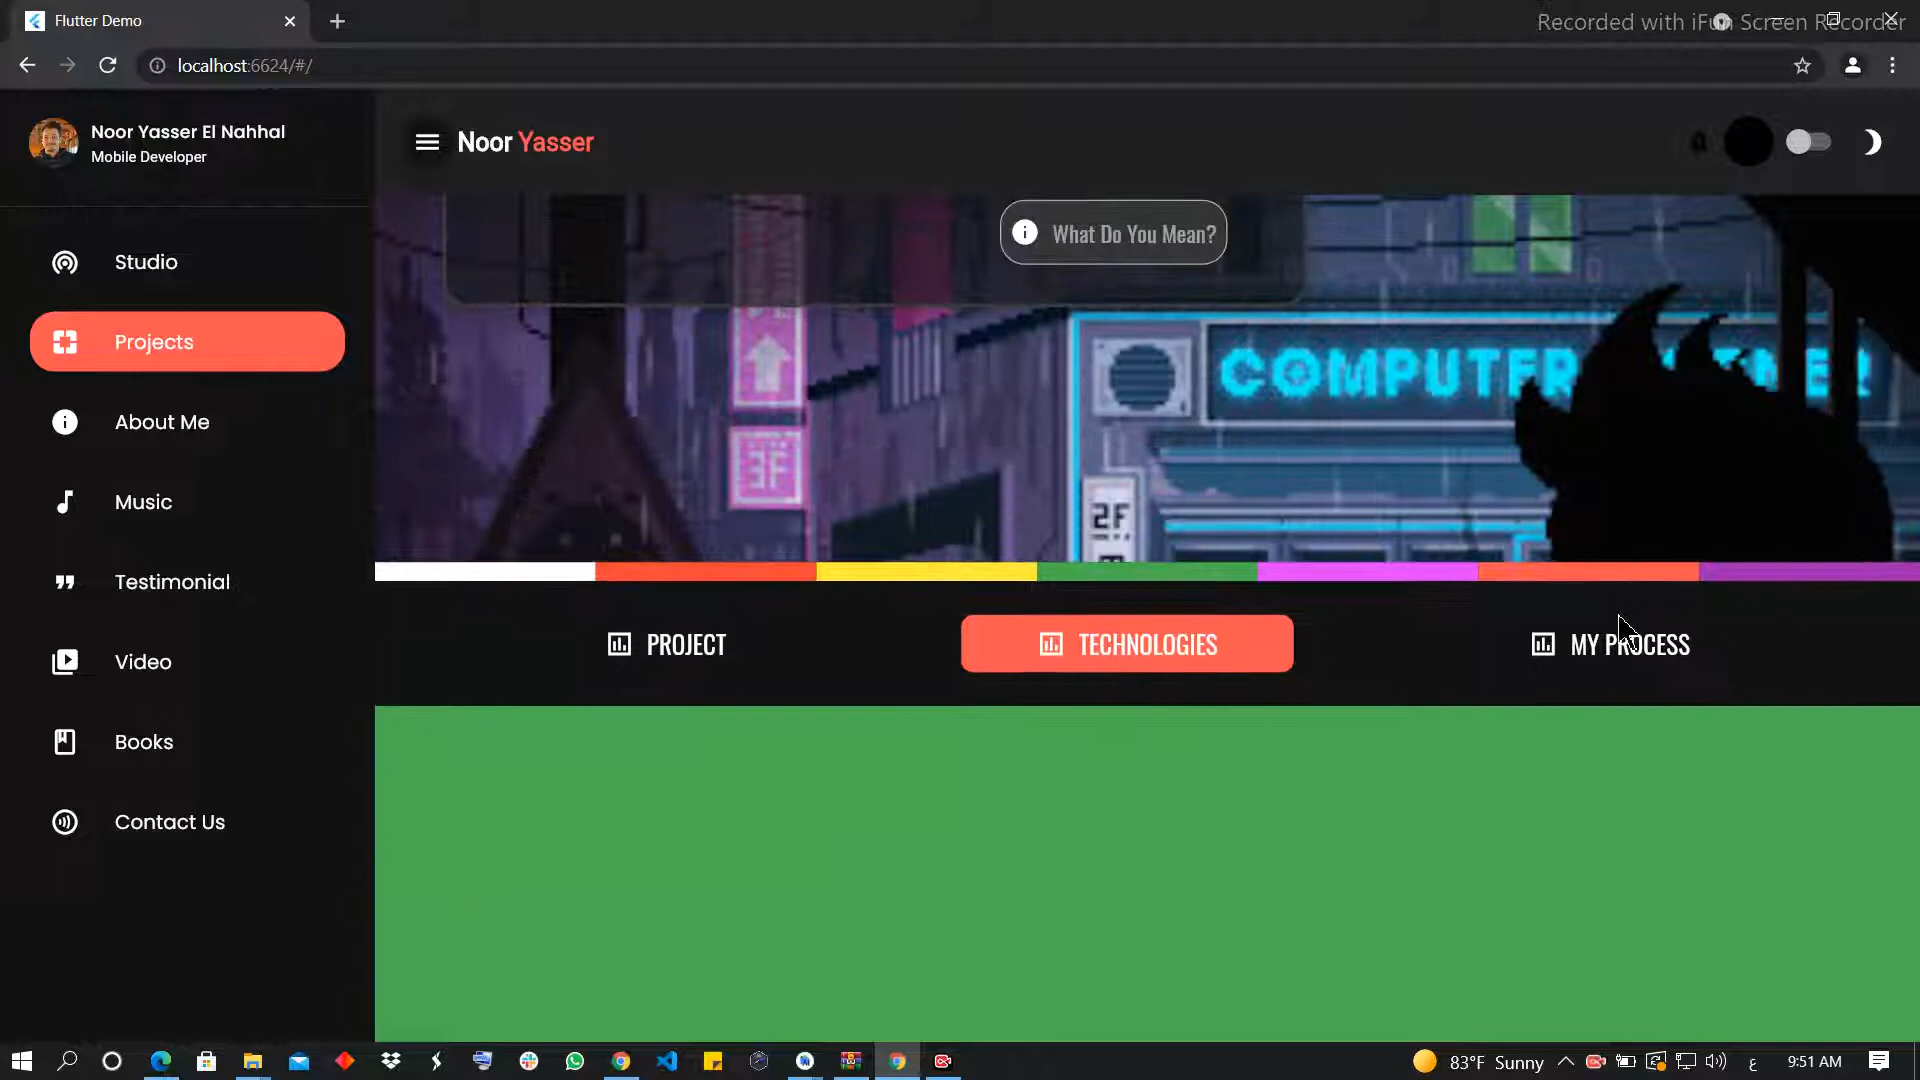 Flutter Demo
Recorded with iFun Screen Recorder
localhost:6624/#/
Noor Yasser El Nahhal
Mobile Developer
Noor Yasser
What Do You Mean?
Studio
Projects
About Me
Music
Testimonial
Video
Books
Contact Us
3F
2F
PROJECT
TECHNOLOGIES
MY PROCESS
83°F Sunny
ع
9:51 AM